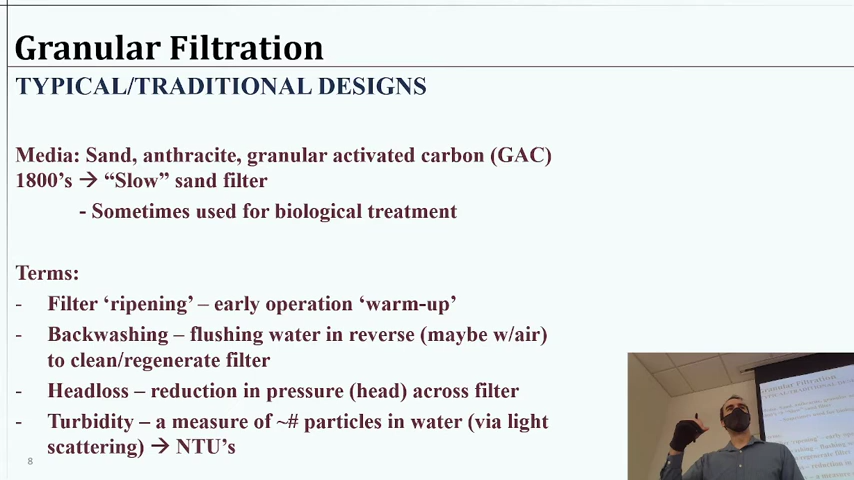 Granular Filtration
TYPICAL/TRADITIONAL DESIGNS
Media: Sand, anthracite, granular activated carbon (GAC)
1800’s → “Slow” sand filter
- Sometimes used for biological treatment
Terms:
- Filter ‘ripening’ – early operation ‘warm-up’
- Backwashing – flushing water in reverse (maybe w/air)
to clean/regenerate filter
- Headloss – reduction in pressure (head) across filter
- Turbidity – a measure of ~# particles in water (via light
scattering) → NTU’s
8
Granular Filtration